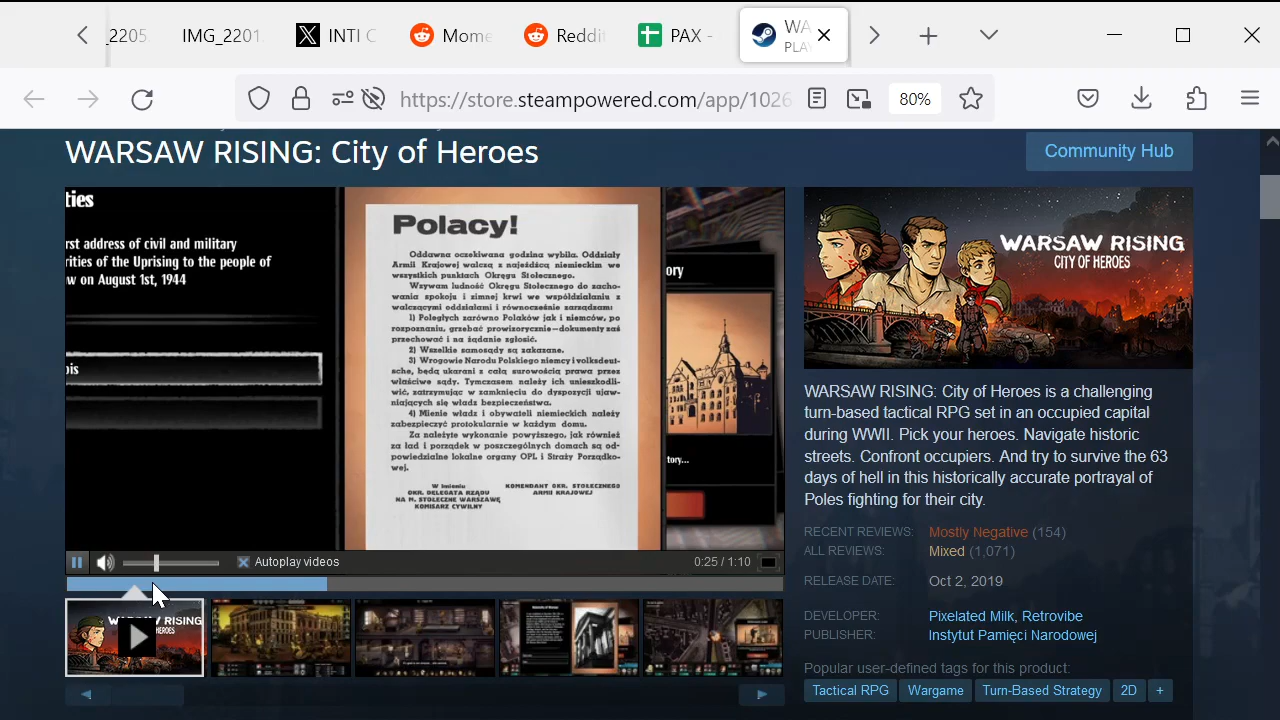 _2205.
IMG_2201
INTI C
Mome
Reddit
PAX -
WA
PLAY
https://store.steampowered.com/app/1026
80%
WARSAW RISING: City of Heroes
Community Hub
ties
rst address of civil and military
rities of the Uprising to the people of
w on August 1st, 1944
pis
Polacy!
Oddawna oczekiwana godzina wybiła. Oddziały
Armii Krajowej walczą z najeźdźcą niemieckim we
wszystkich punktach Okręgu Stołecznego.
Wzywam ludność Okręgu Stołecznego do zacho-
wania spokoju i zimnej krwi we współdziałaniu z
walczącymi oddziałami i równocześnie zarządzam:
1) Poległych zarówno Polaków jak i niemców, po
rozpoznaniu, grzebać prowizorycznie—dokumenty zaś
przechować i na żądanie zgłosić.
2) Wszelkie samosądy są zakazane.
3) Wrogowie Narodu Polskiego niemcy i volksdeut-
sche, będą ukarani z całą surowością prawa przez
właściwe sądy. Tymczasem należy ich unieszkodli-
wić, zatrzymując w zamknięciu do dyspozycji ujaw-
niających się władz bezpieczeństwa.
4) Mienie władz i obywateli niemieckich należy
zabezpieczyć protokularnie w każdym domu.
Za należyte wykonanie powyższego, jak również
za ład i porządek w poszczególnych domach są od-
powiedzialne lokalne organy OPL i Straży Porządko-
wej.
W imieniu
OKR. DELEGATA RZĄDU
NA M. STOŁECZNE WARSZAWĘ
KOMISARZ CYWILNY
KOMENDANT OKR. STOŁECZNEGO
ARMII KRAJOWEJ
ory
tory...
Autoplay videos
0:25 / 1:10
WARSAW RISING
CITY OF HEROES
WARSAW RISING: City of Heroes is a challenging
turn-based tactical RPG set in an occupied capital
during WWII. Pick your heroes. Navigate historic
streets. Confront occupiers. And try to survive the 63
days of hell in this historically accurate portrayal of
Poles fighting for their city.
RECENT REVIEWS: Mostly Negative (154)
ALL REVIEWS: Mixed (1,071)
RELEASE DATE: Oct 2, 2019
DEVELOPER: Pixelated Milk, Retrovibe
PUBLISHER: Instytut Pamięci Narodowej
Popular user-defined tags for this product:
Tactical RPG Wargame Turn-Based Strategy 2D +